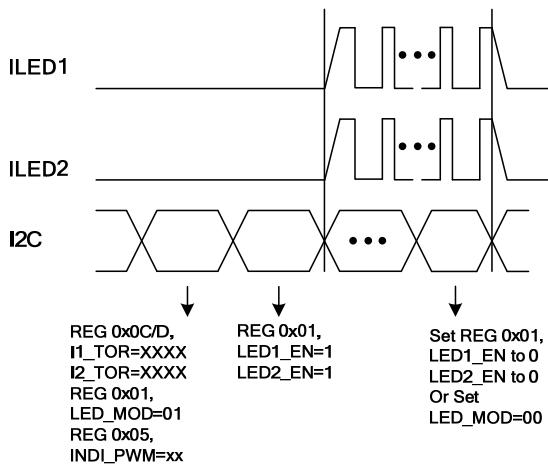 ILED1
ILED2
I2C
REG 0x0C/D,
I1_TOR=XXXX
I2_TOR=XXXX
REG 0x01,
LED_MOD=01
REG 0x05,
INDI_PWM=xx
REG 0x01,
LED1_EN=1
LED2_EN=1
Set REG 0x01,
LED1_EN to 0
LED2_EN to 0
Or Set
LED_MOD=00